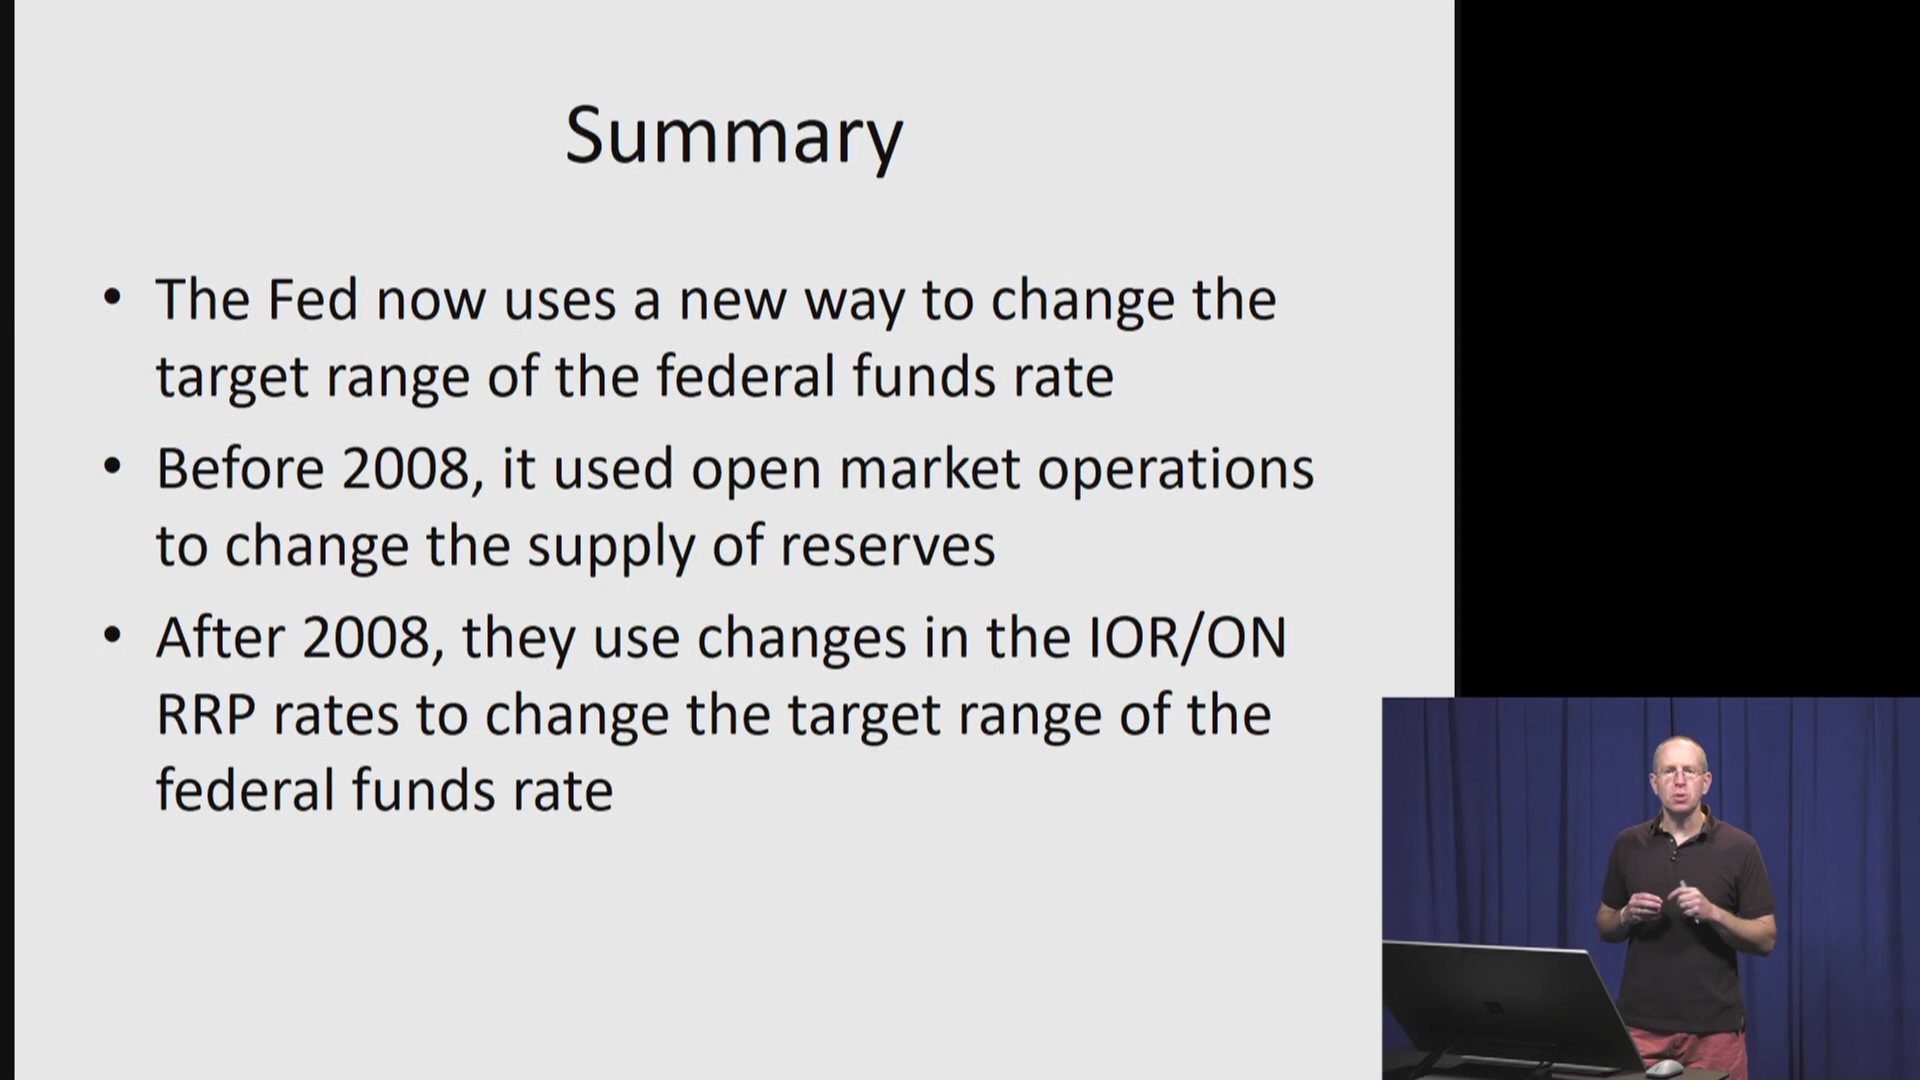 Summary
• The Fed now uses a new way to change the
target range of the federal funds rate
• Before 2008, it used open market operations
to change the supply of reserves
• After 2008, they use changes in the IOR/ON
RRP rates to change the target range of the
federal funds rate